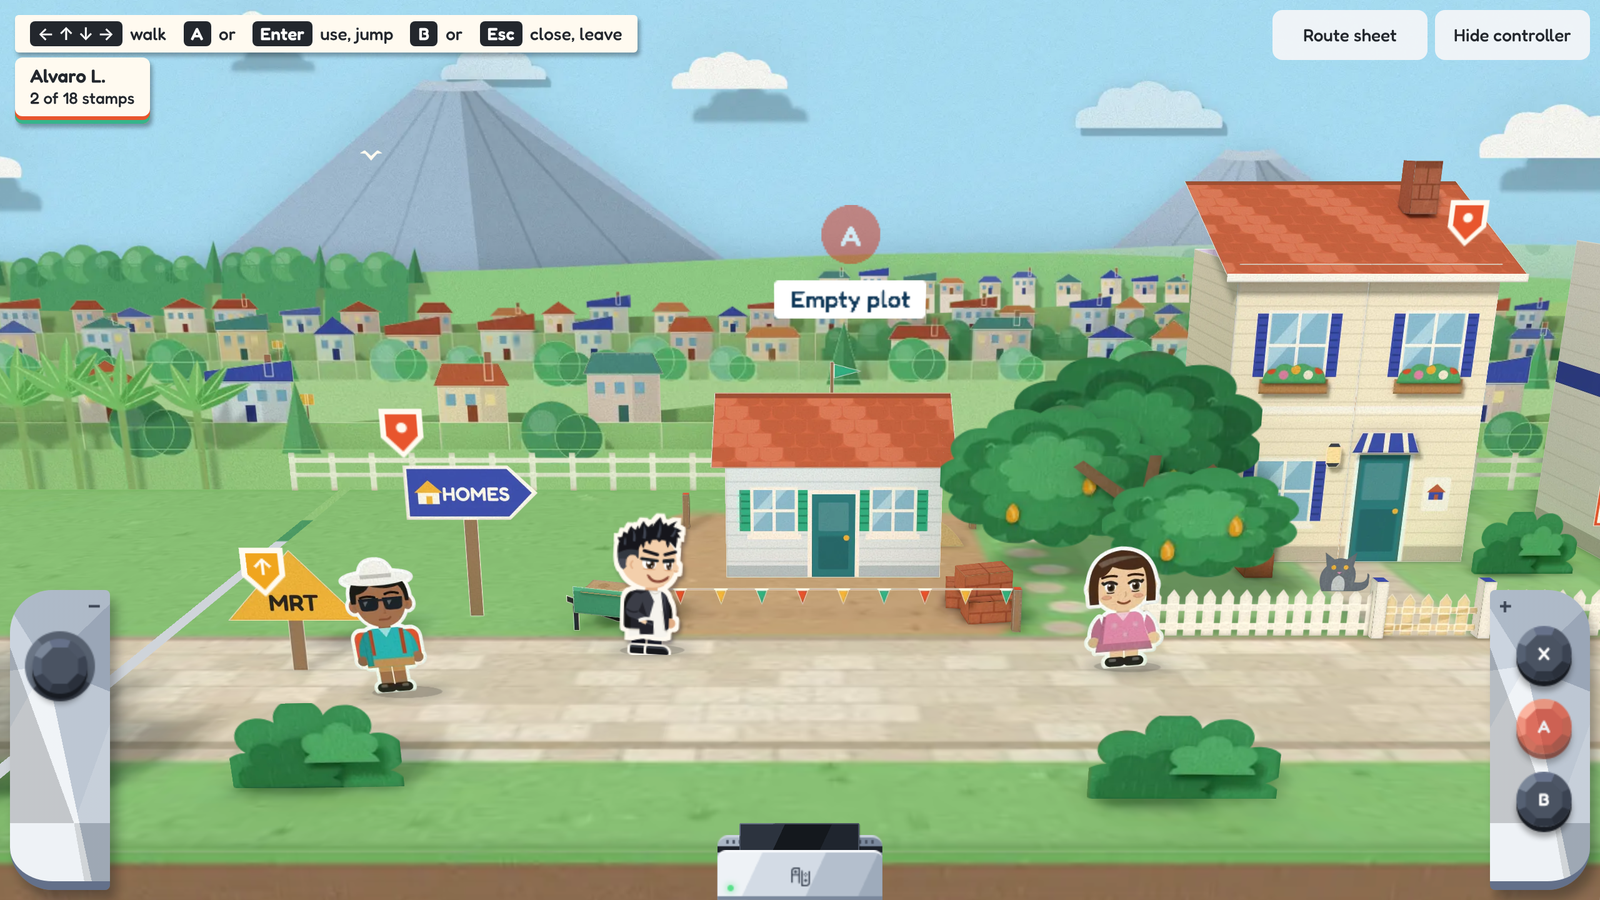 ← ↑ ↓ → walk A or Enter use, jump B or Esc close, leave
Route sheet
Hide controller
Alvaro L.
2 of 18 stamps
A
Empty plot
HOMES
MRT
X
A
B